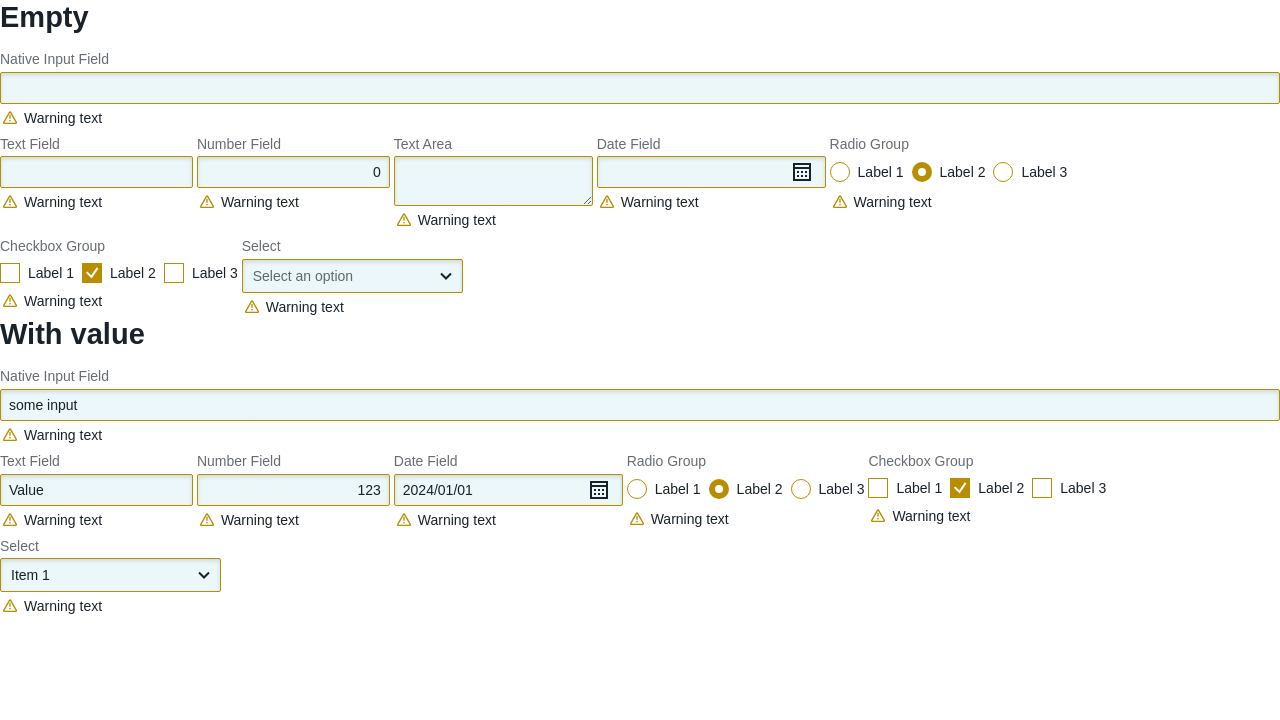 Empty
Native Input Field
Warning text
Text Field Number Field Text Area Date Field Radio Group
0 Label 1 Label 2 Label 3
Warning text Warning text Warning text Warning text Warning text
Checkbox Group Select
Label 1 Label 2 Label 3 Select an option
Warning text Warning text
With value
Native Input Field
some input
Warning text
Text Field Number Field Date Field Radio Group Checkbox Group
Value 123 2024/01/01 Label 1 Label 2 Label 3 Label 1 Label 2 Label 3
Warning text Warning text Warning text Warning text Warning text
Select
Item 1
Warning text